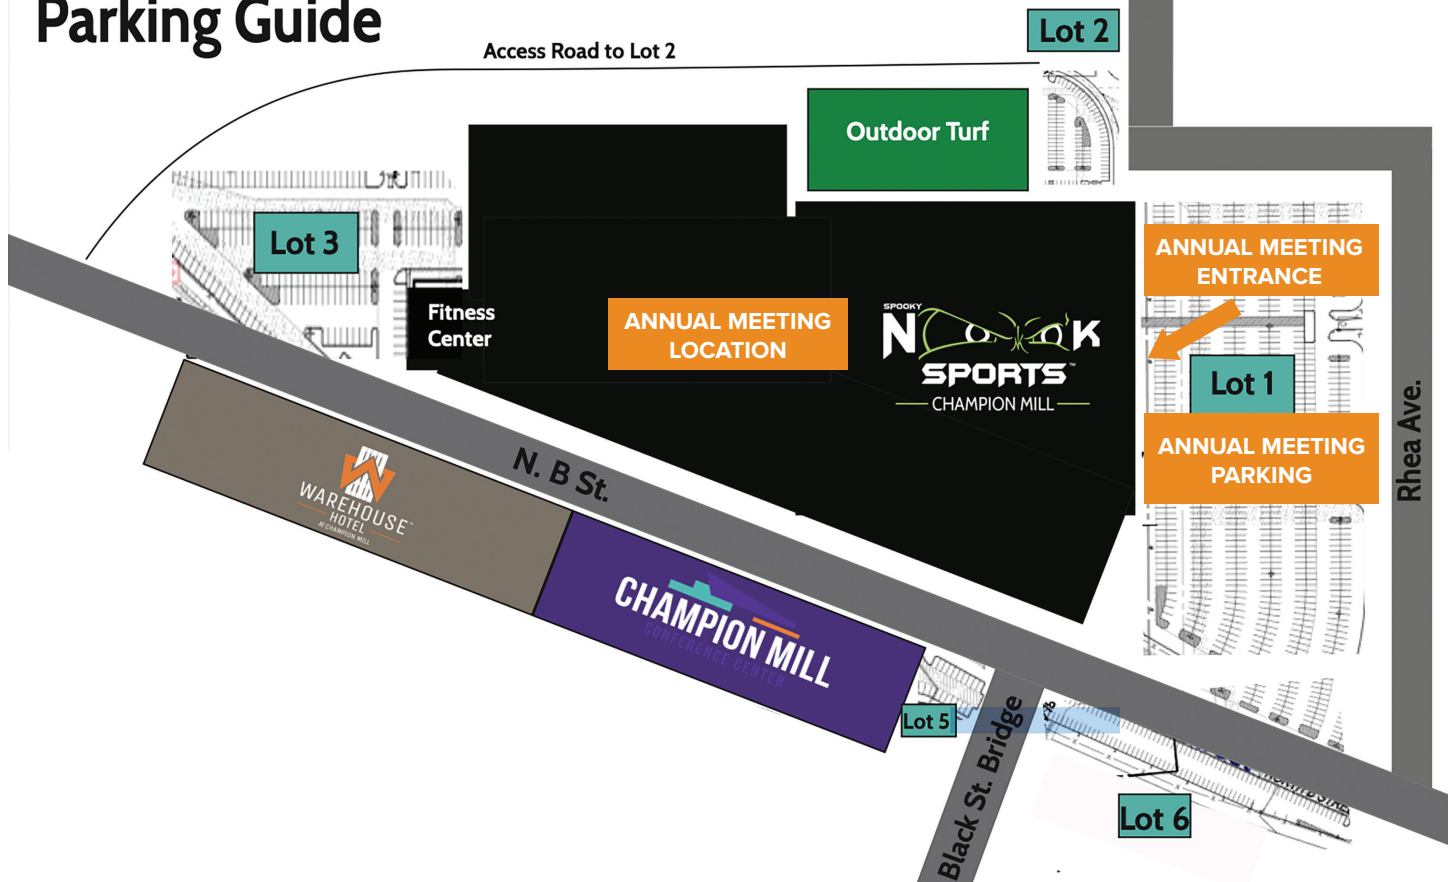 Parking Guide
Access Road to Lot 2
Lot 2
Outdoor Turf
Lot 3
ANNUAL MEETING
ENTRANCE
Fitness
Center
ANNUAL MEETING
LOCATION
SPOOKY
NOOK
SPORTS™
CHAMPION MILL
Lot 1
ANNUAL MEETING
PARKING
Rhea Ave.
N. B St.
WAREHOUSE™
HOTEL
AT CHAMPION MILL
CHAMPION MILL
CONFERENCE CENTER
Lot 5
Black St. Bridge
Lot 6